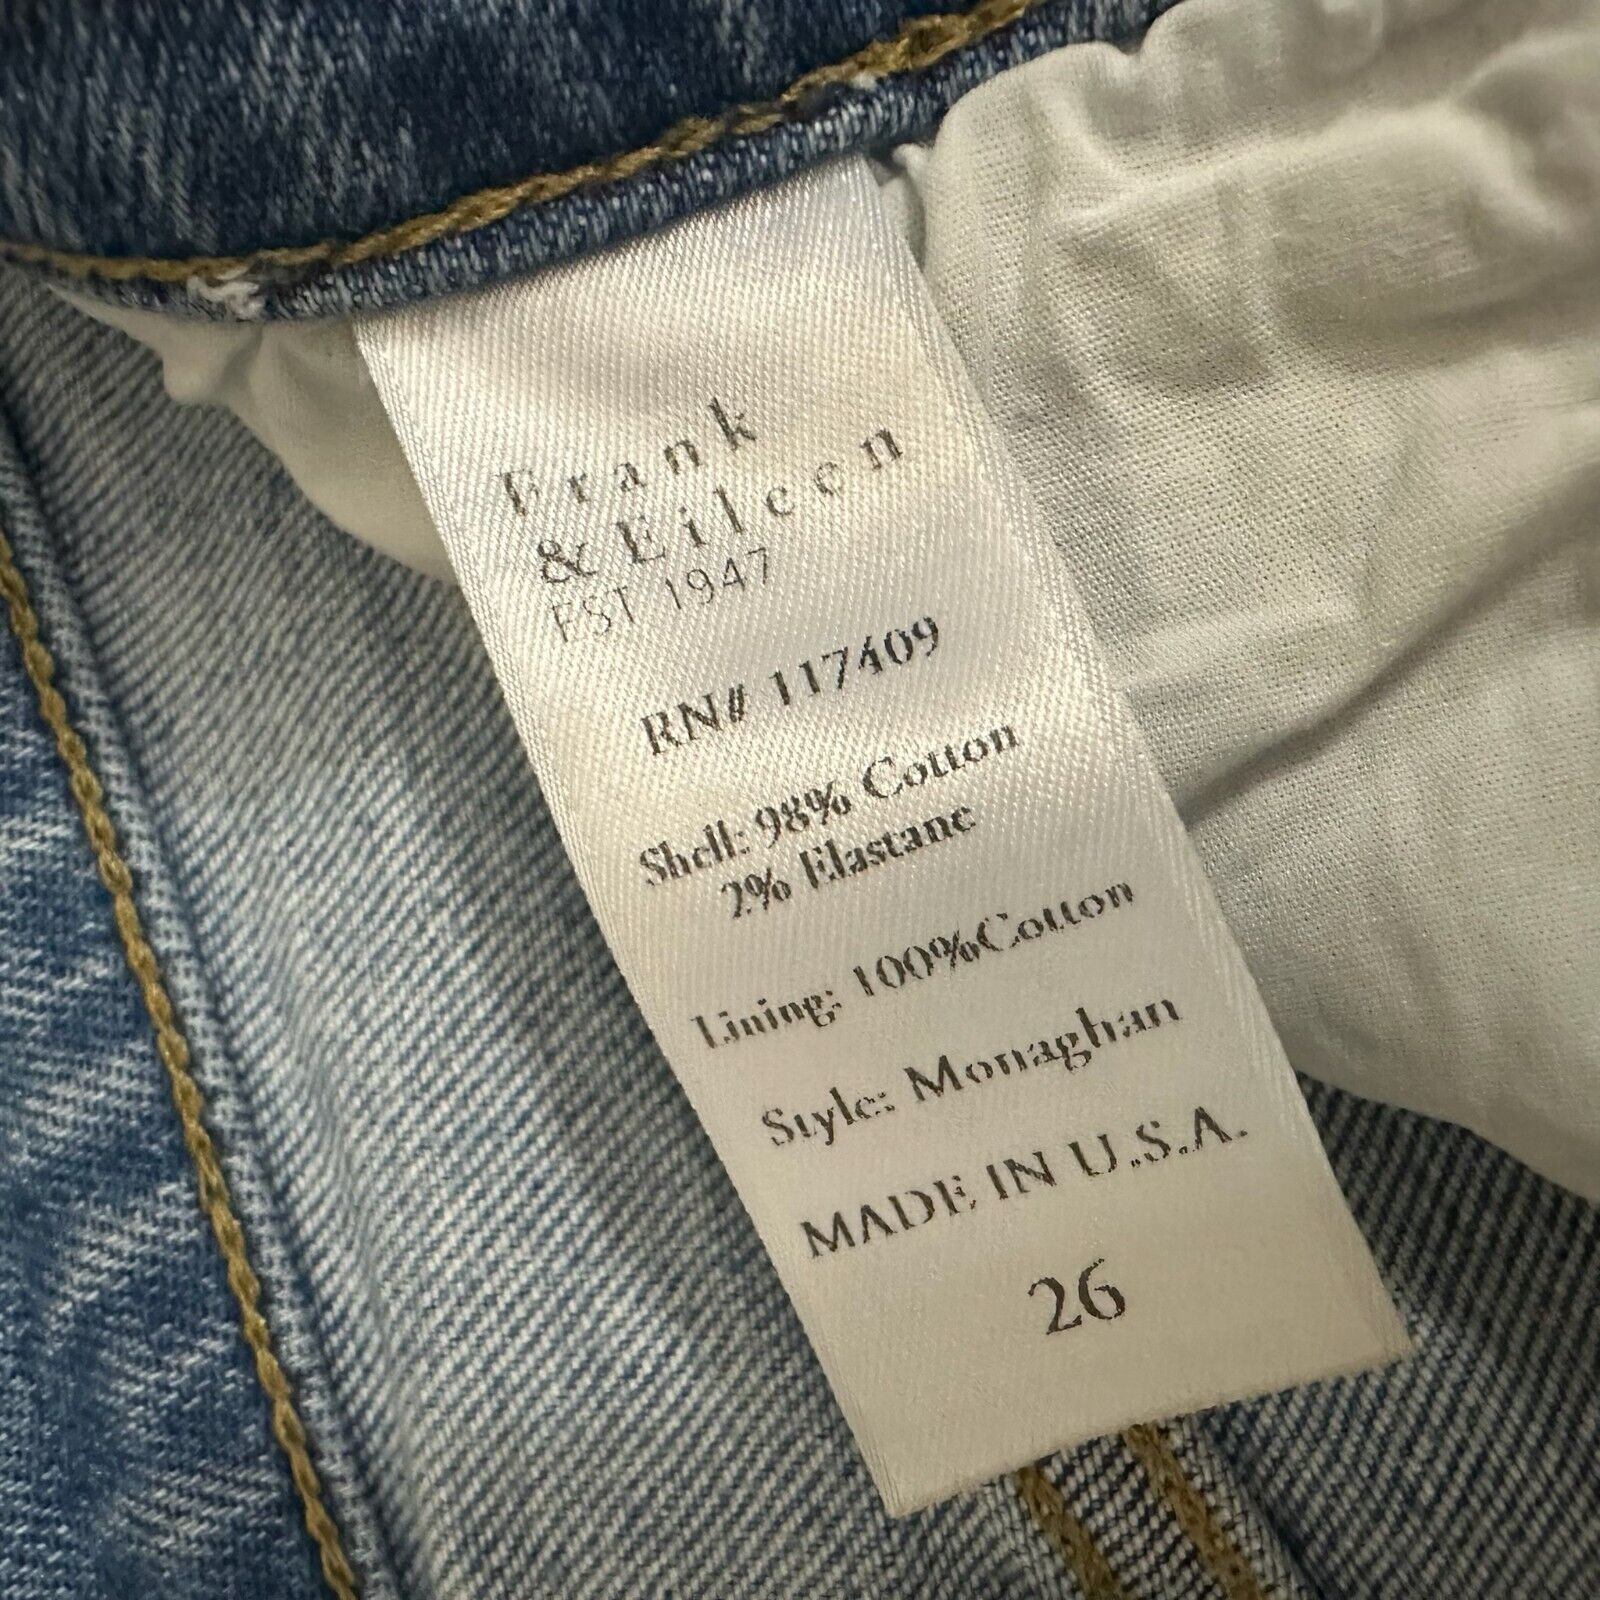 Frank
& Eileen
EST 1947
RN# 117409
Shell: 98% Cotton
2% Elastane
Lining: 100%Cotton
Style: Monaghan
MADE IN U.S.A.
26